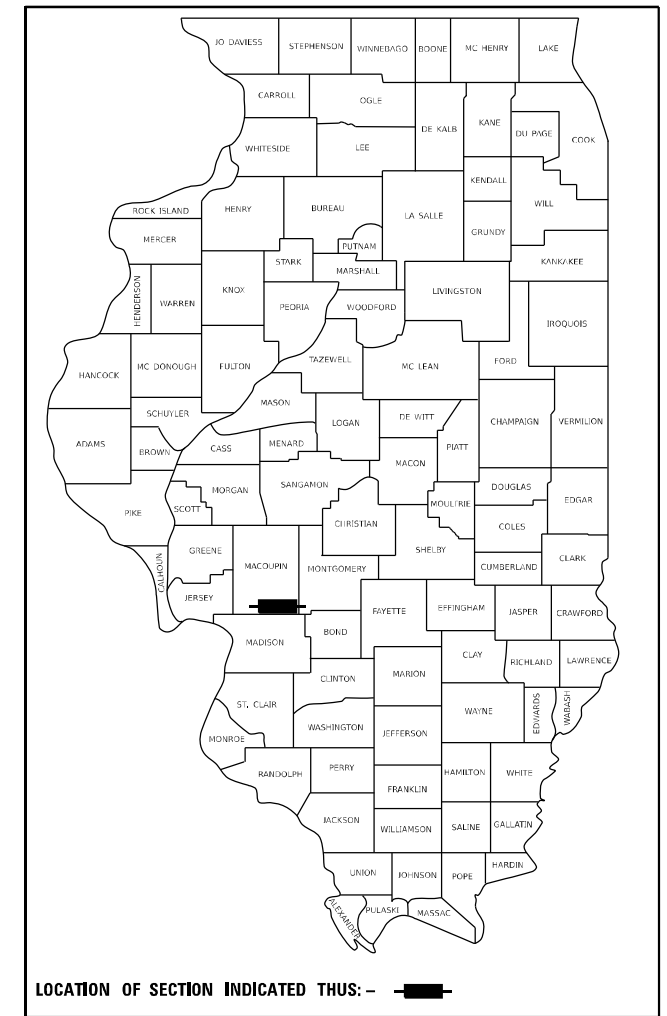 JO DAVIESS STEPHENSON WINNEBAGO BOONE MC HENRY LAKE
CARROLL OGLE
DE KALB KANE DU PAGE COOK
WHITESIDE LEE
KENDALL
ROCK ISLAND HENRY BUREAU LA SALLE WILL
MERCER PUTNAM GRUNDY
STARK MARSHALL KANKAKEE
HENDERSON WARREN KNOX PEORIA WOODFORD LIVINGSTON
IROQUOIS
HANCOCK MC DONOUGH FULTON TAZEWELL MC LEAN FORD
MASON
SCHUYLER LOGAN DE WITT CHAMPAIGN VERMILION
ADAMS BROWN CASS MENARD PIATT
MACON
MORGAN SANGAMON DOUGLAS
PIKE SCOTT MOULTRIE EDGAR
CHRISTIAN COLES
GREENE SHELBY
CALHOUN MACOUPIN MONTGOMERY CUMBERLAND CLARK
JERSEY FAYETTE EFFINGHAM JASPER CRAWFORD
MADISON BOND
CLAY RICHLAND LAWRENCE
CLINTON MARION
ST. CLAIR WAYNE EDWARDS WABASH
WASHINGTON JEFFERSON
MONROE
RANDOLPH PERRY HAMILTON WHITE
FRANKLIN
JACKSON WILLIAMSON SALINE GALLATIN
UNION JOHNSON POPE HARDIN
ALEXANDER PULASKI MASSAC
LOCATION OF SECTION INDICATED THUS: –